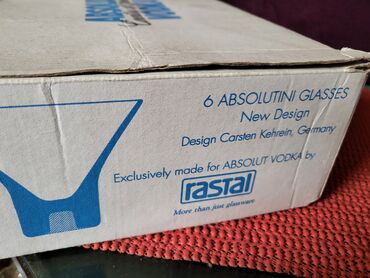 ABSOLUT
6 ABSOLUTINI GLASSES
New Design
Design Carsten Kehrein, Germany
Exclusively made for ABSOLUT VODKA by
rastal
More than just glassware